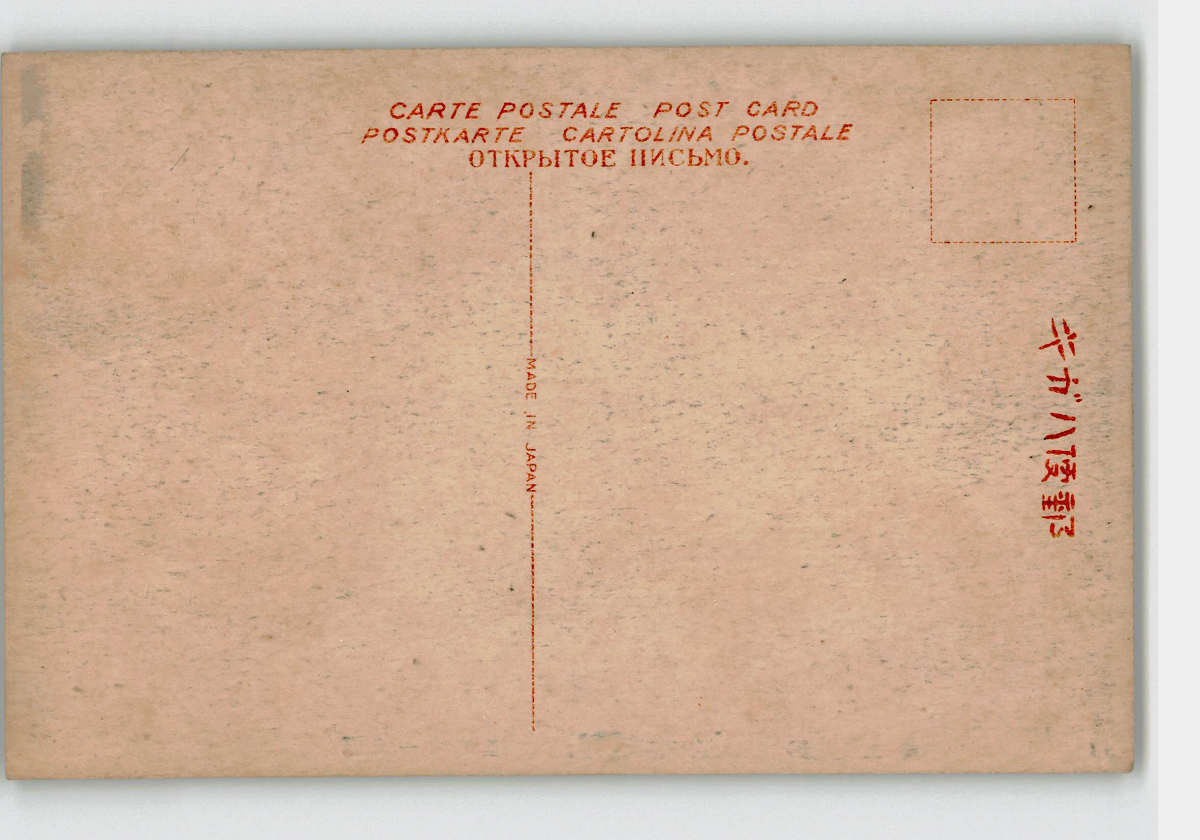 CARTE POSTALE POST CARD
POSTKARTE CARTOLINA POSTALE
ОТКРЫТОЕ ПИСЬМО.
MADE IN JAPAN
郵便ハガキ